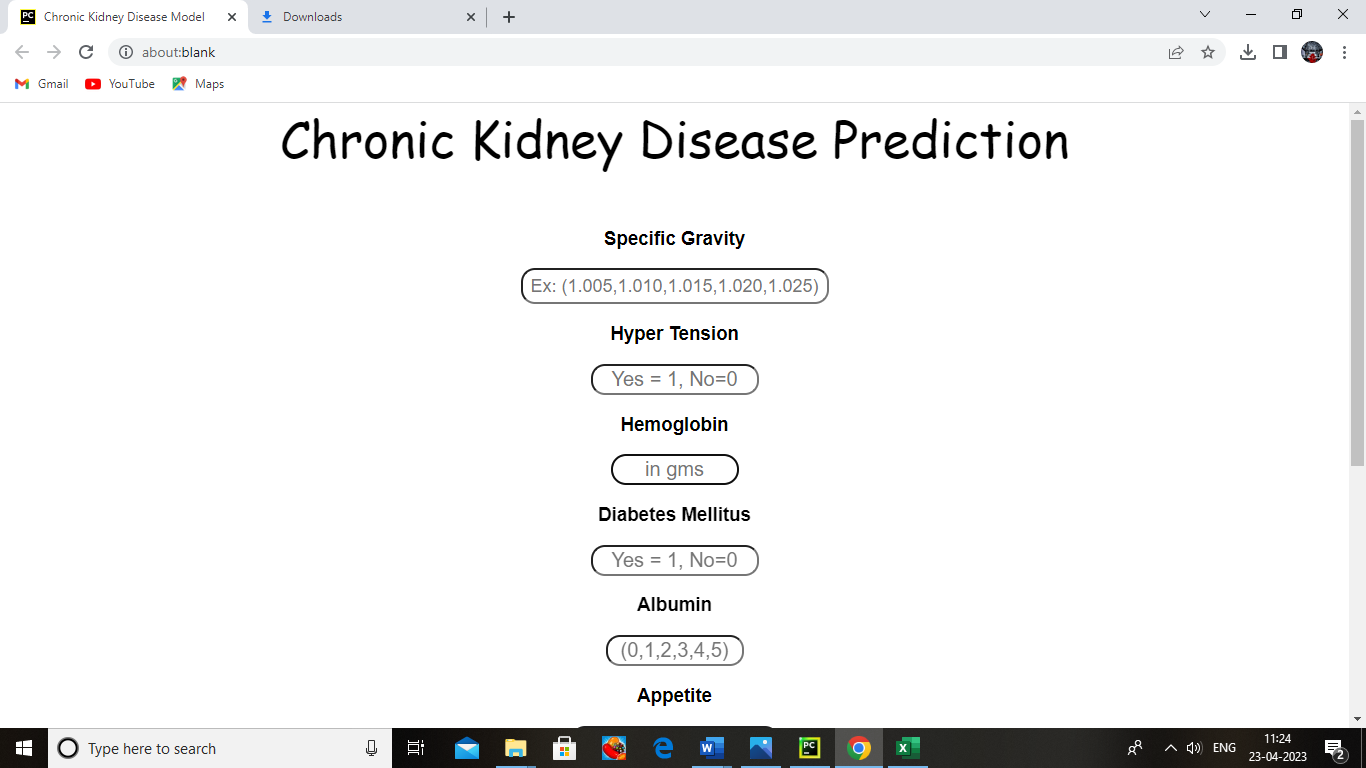 Chronic Kidney Disease Model
Downloads
about:blank
Gmail
YouTube
Maps
Chronic Kidney Disease Prediction
Specific Gravity
Ex: (1.005,1.010,1.015,1.020,1.025)
Hyper Tension
Yes = 1, No=0
Hemoglobin
in gms
Diabetes Mellitus
Yes = 1, No=0
Albumin
(0,1,2,3,4,5)
Appetite
Type here to search
ENG
11:24
23-04-2023
2